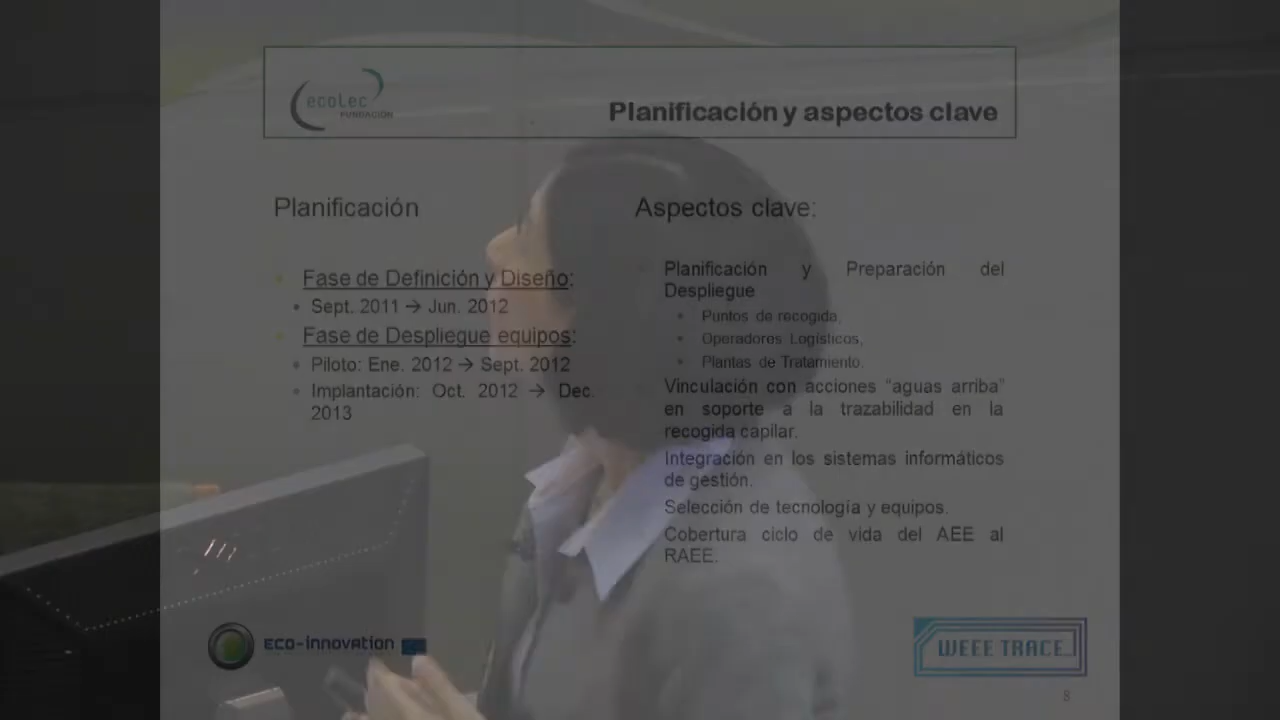 ecoLec
FUNDACIÓN
Planificación y aspectos clave
Planificación
Fase de Definición y Diseño:
Sept. 2011 → Jun. 2012
Fase de Despliegue equipos:
Piloto: Ene. 2012 → Sept. 2012
Implantación: Oct. 2012 → Dec.
2013
Aspectos clave:
Planificación y Preparación del
Despliegue
Puntos de recogida,
Operadores Logísticos,
Plantas de Tratamiento.
Vinculación con acciones “aguas arriba”
en soporte a la trazabilidad en la
recogida capilar.
Integración en los sistemas informáticos
de gestión.
Selección de tecnología y equipos.
Cobertura ciclo de vida del AEE al
RAEE.
eco-innovation
WEEE TRACE
8